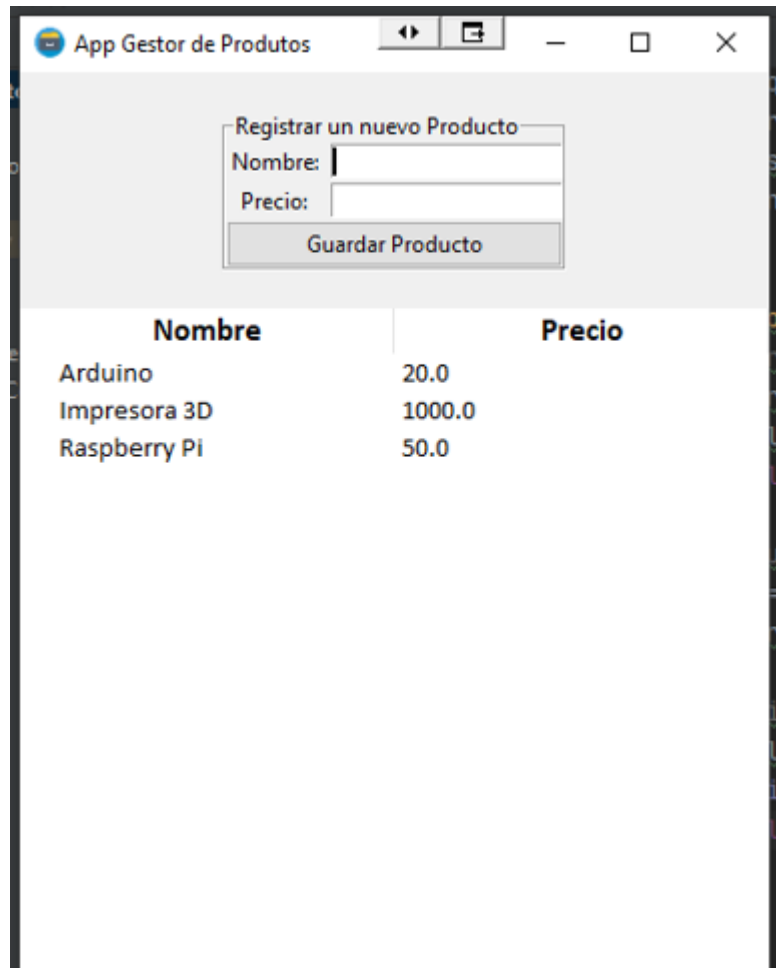 App Gestor de Produtos
Registrar un nuevo Producto
Nombre:
Precio:
Guardar Producto
Nombre Precio
Arduino 20.0
Impresora 3D 1000.0
Raspberry Pi 50.0